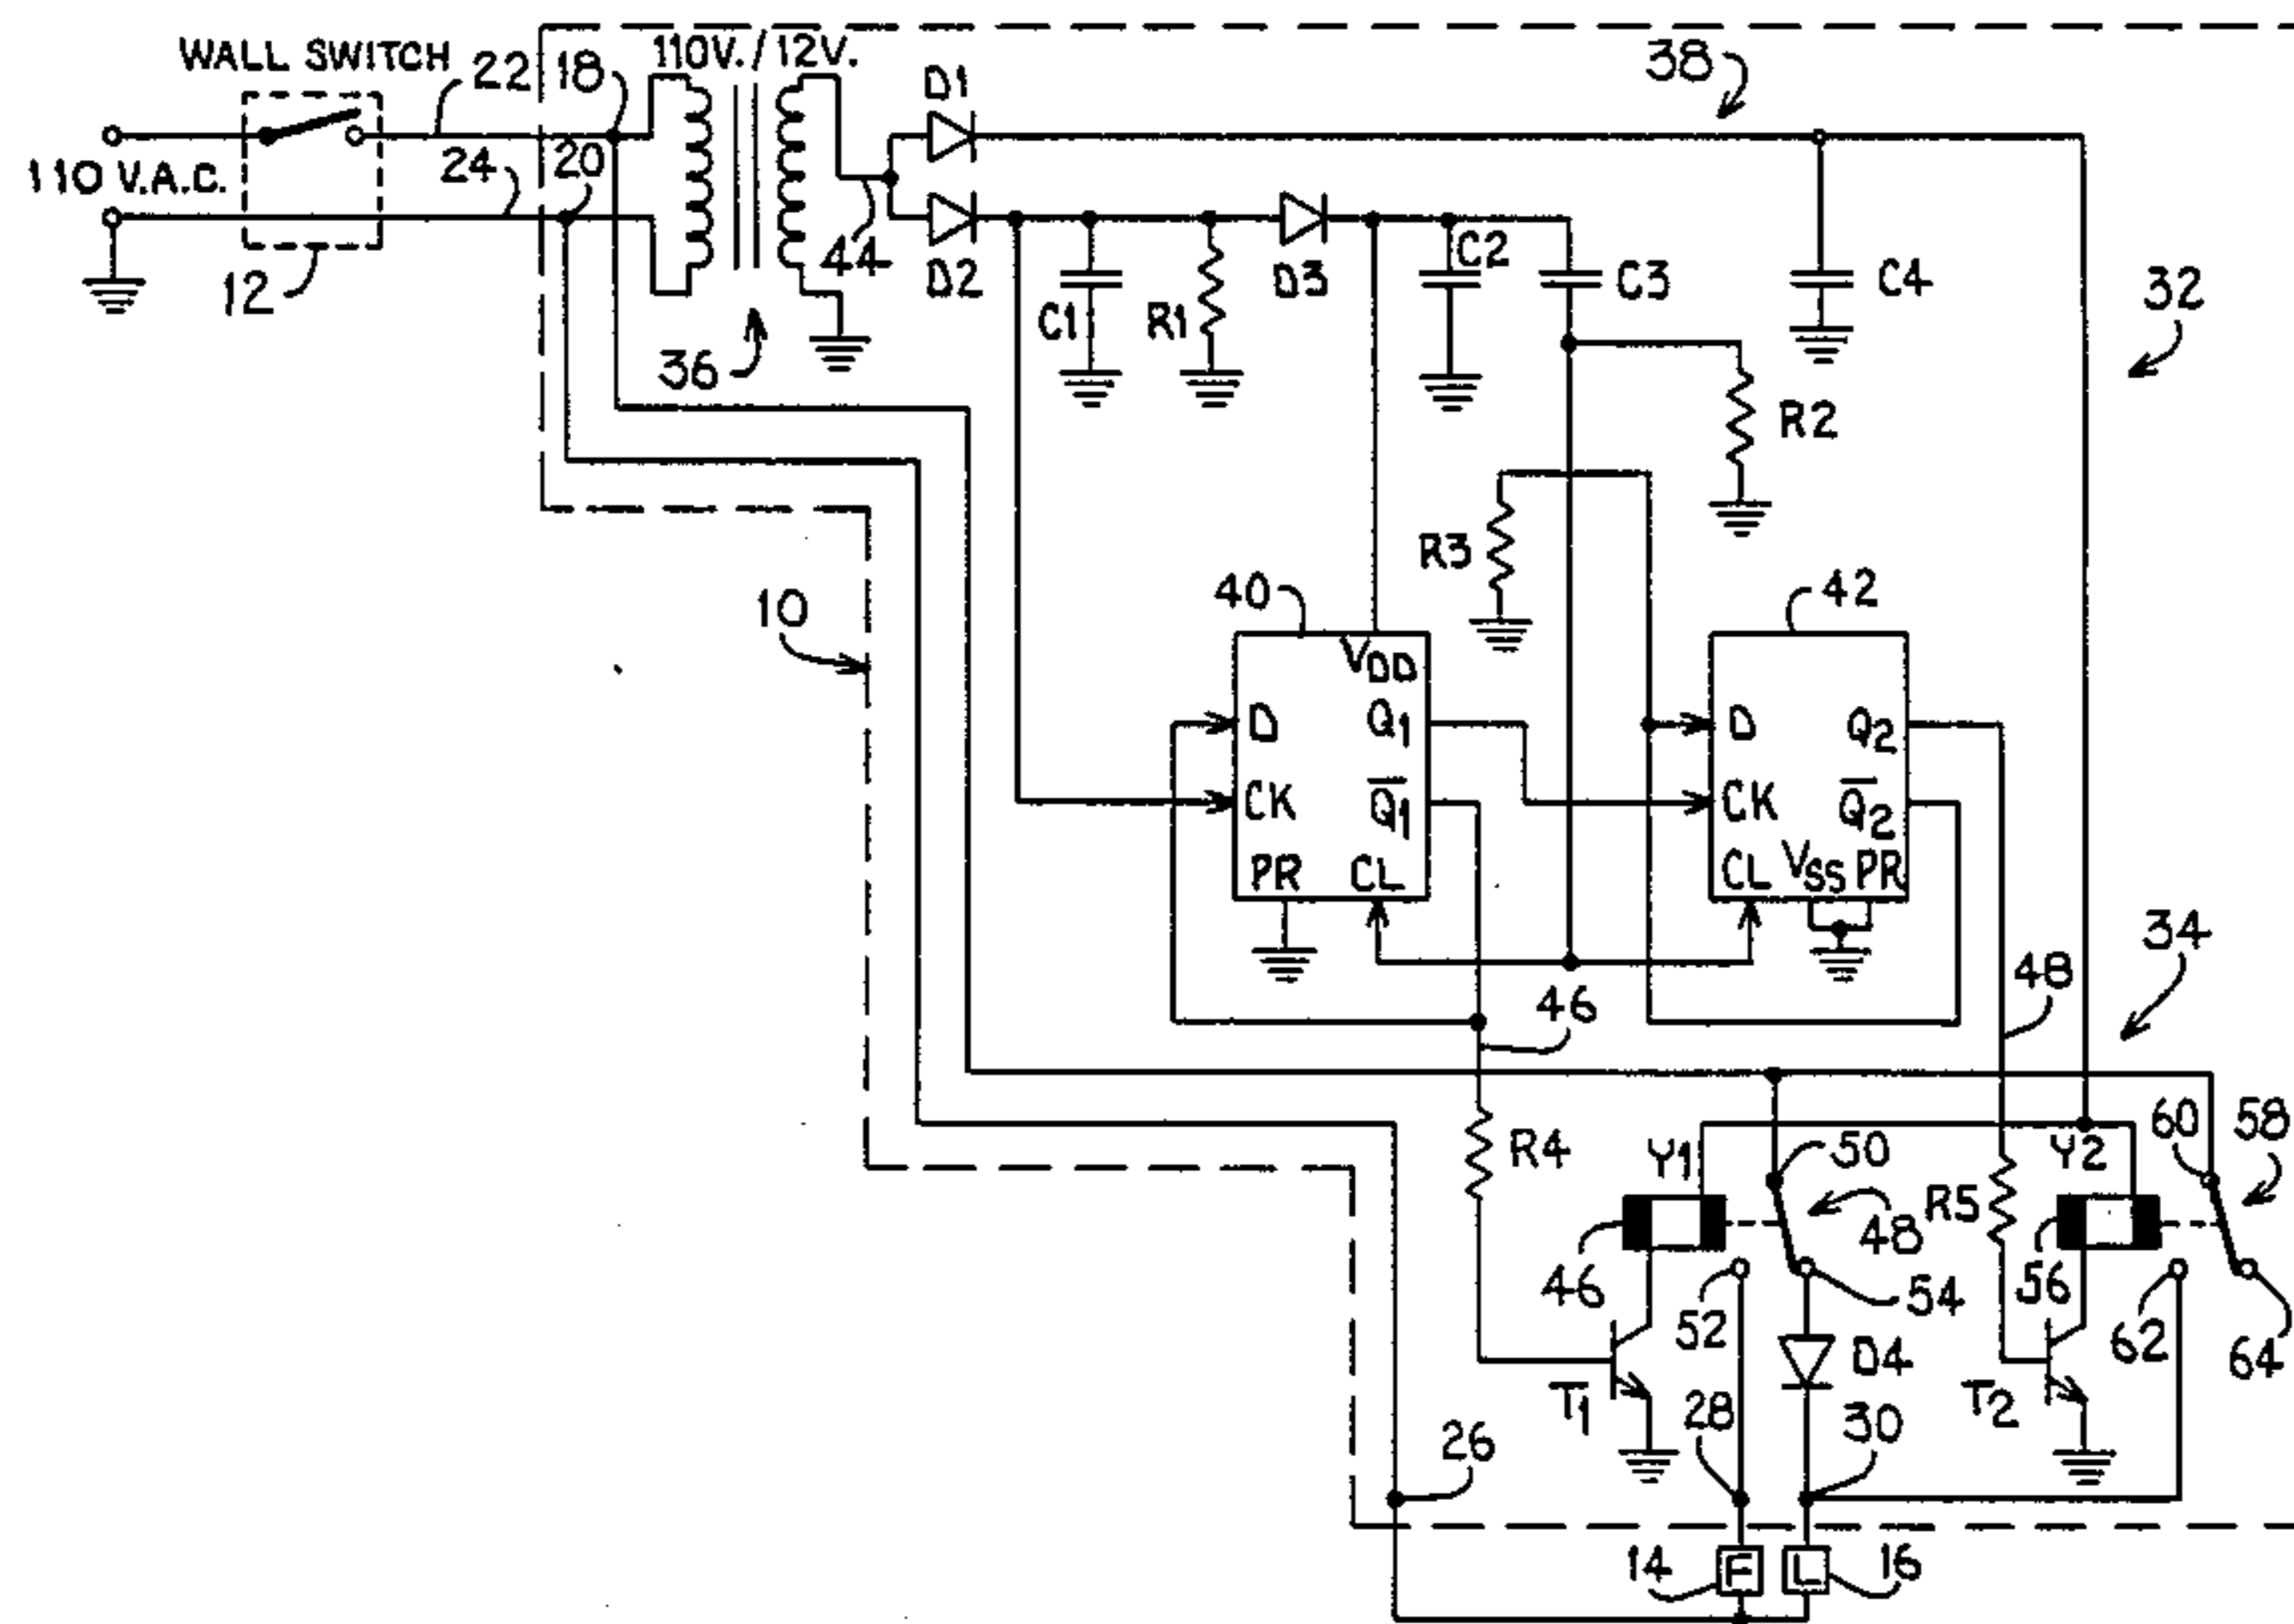 WALL SWITCH
22
18
110V./12V.
38
D1
110 V.A.C.
24
20
12
36
44
D2
C1
R1
D3
C2
C3
C4
32
R2
R3
10
40
42
VDD
D
Q1
CK
Q̅1
PR
CL
D
Q2
CK
Q̅2
CL
VSS
PR
34
48
46
R4
Y1
50
48
R5
Y2
60
58
46
52
54
56
62
64
T1
D4
T2
28
30
26
14
F
L
16